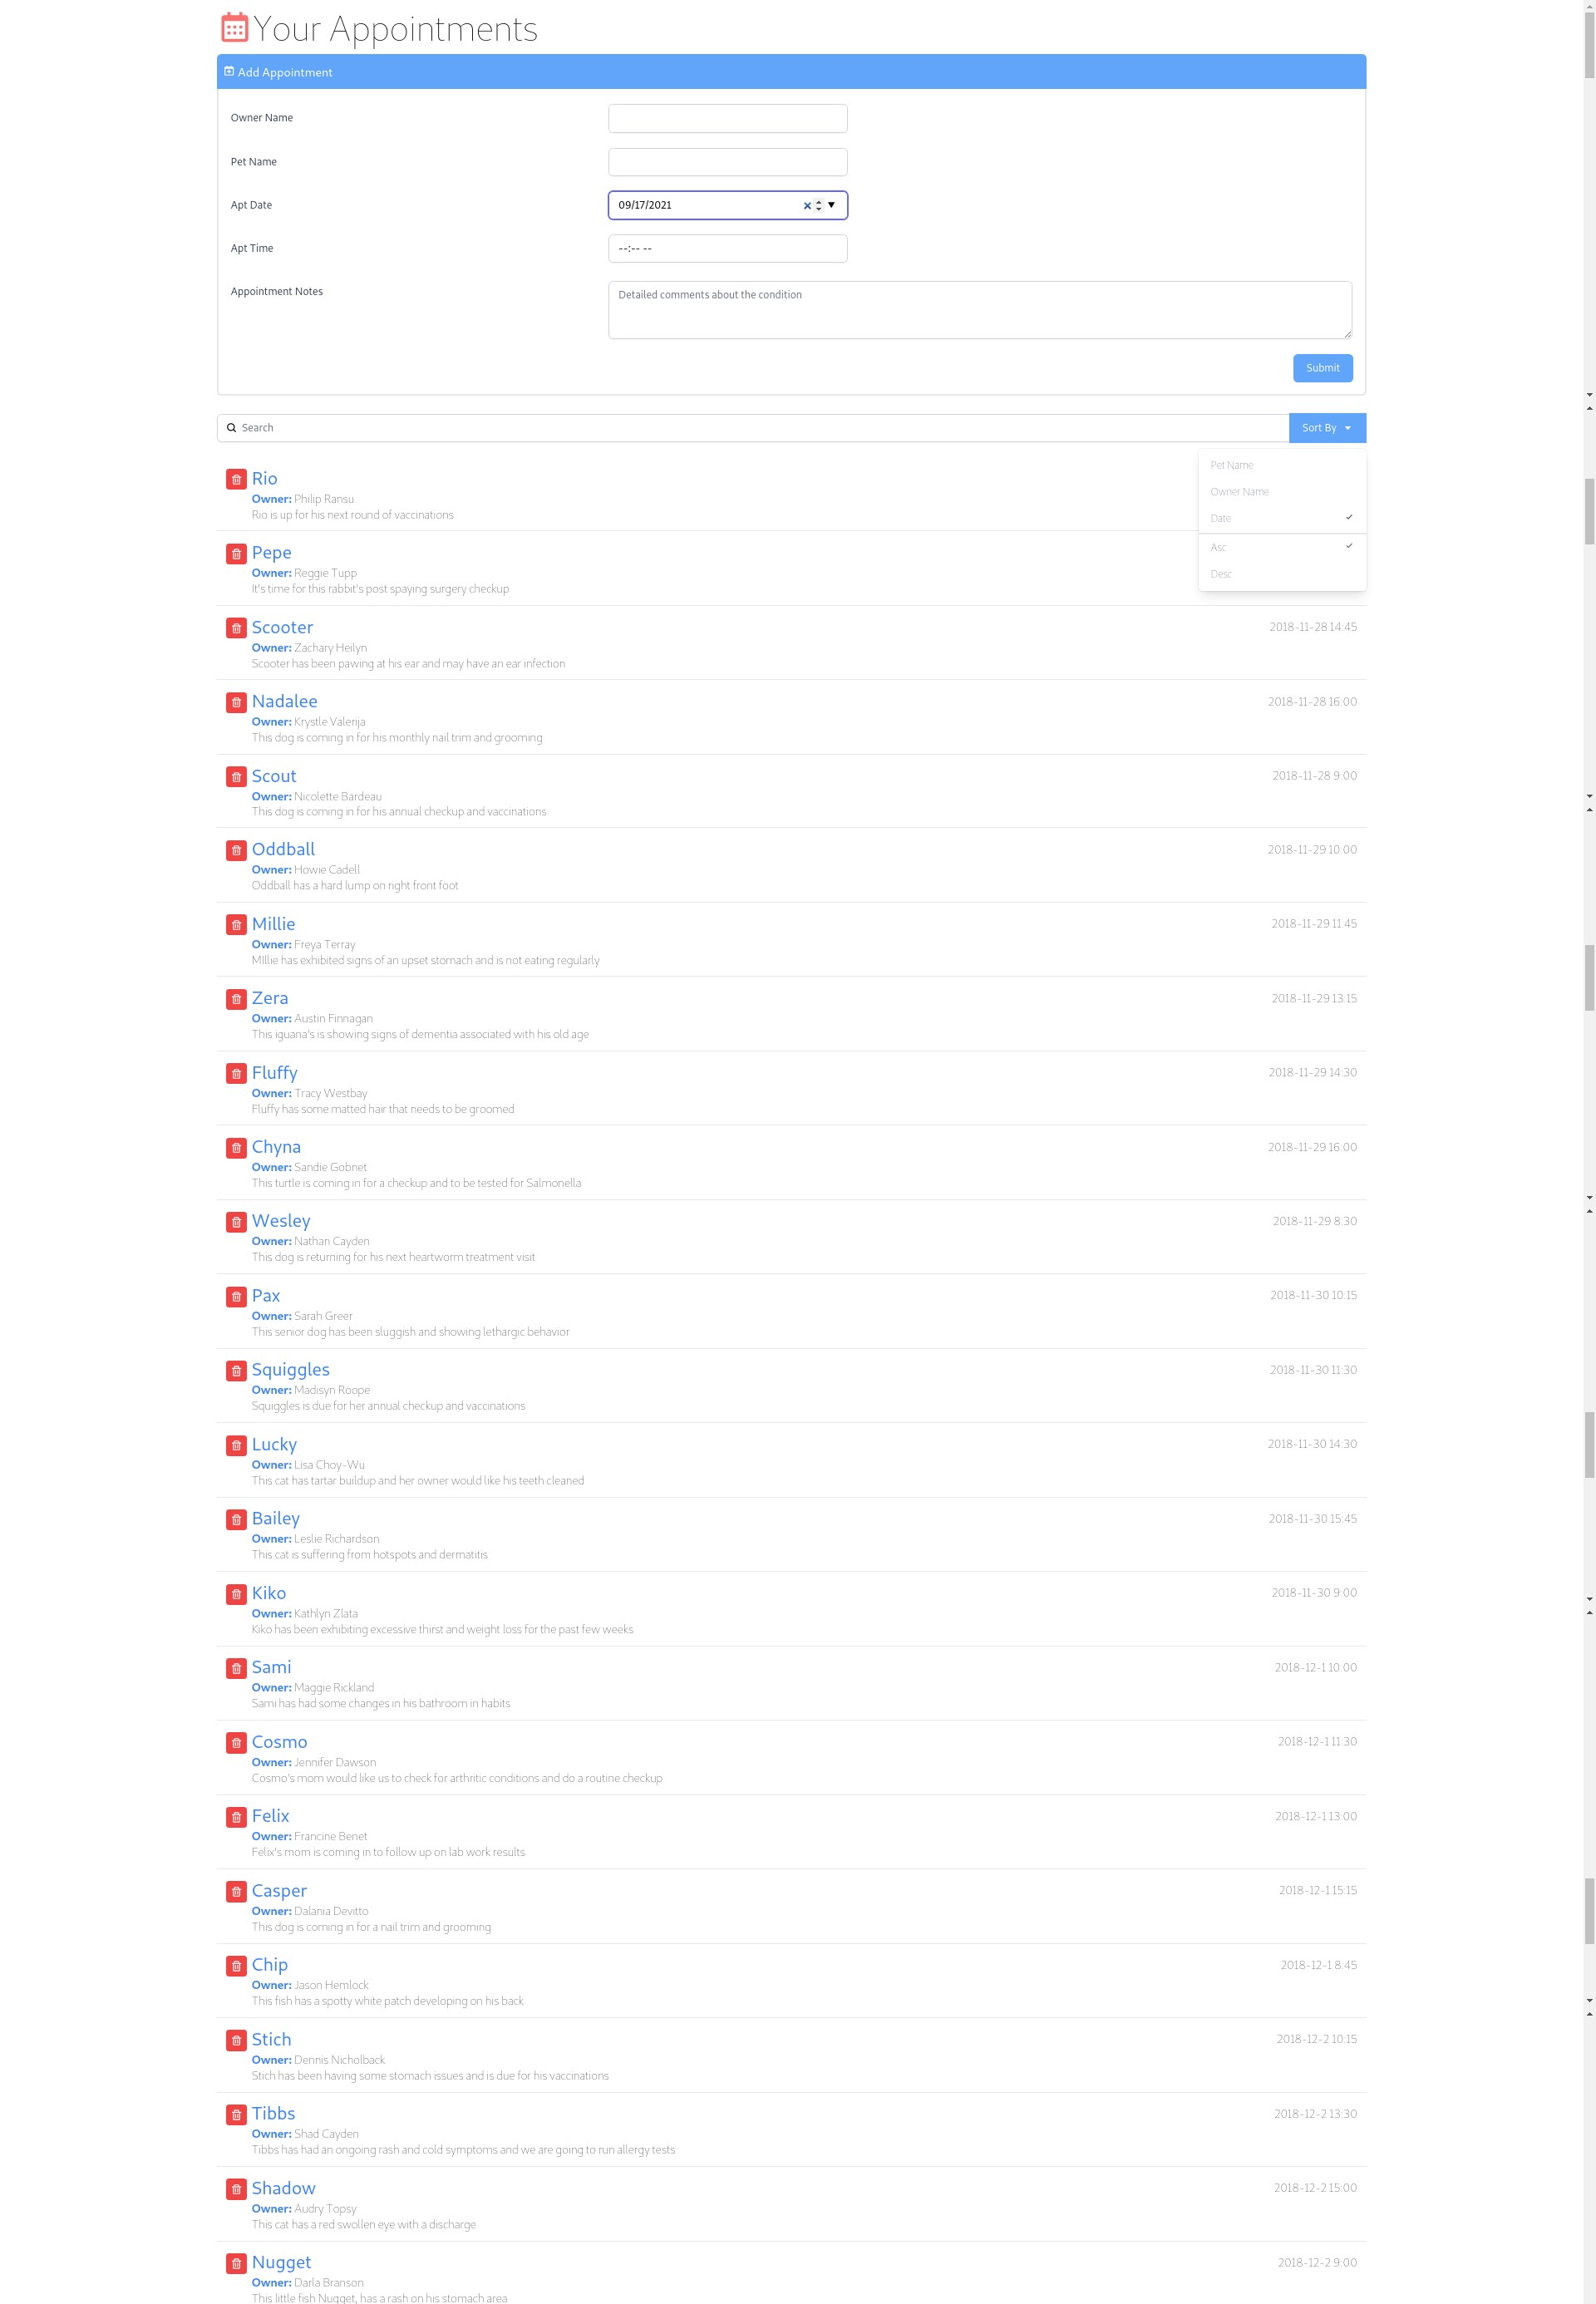 Your Appointments
Add Appointment
Owner Name
Pet Name
Apt Date
09/17/2021
Apt Time
--:-- --
Appointment Notes
Detailed comments about the condition
Submit
Search
Sort By
Pet Name
Owner Name
Date
Asc
Desc
Rio
Owner: Philip Ransu
Rio is up for his next round of vaccinations
Pepe
Owner: Reggie Tupp
It's time for this rabbit's post spaying surgery checkup
Scooter
2018-11-28 14:45
Owner: Zachary Heilyn
Scooter has been pawing at his ear and may have an ear infection
Nadalee
2018-11-28 16:00
Owner: Krystle Valerija
This dog is coming in for his monthly nail trim and grooming
Scout
2018-11-28 9:00
Owner: Nicolette Bardeau
This dog is coming in for his annual checkup and vaccinations
Oddball
2018-11-29 10:00
Owner: Howie Cadell
Oddball has a hard lump on right front foot
Millie
2018-11-29 11:45
Owner: Freya Terray
MIllie has exhibited signs of an upset stomach and is not eating regularly
Zera
2018-11-29 13:15
Owner: Austin Finnagan
This iguana's is showing signs of dementia associated with his old age
Fluffy
2018-11-29 14:30
Owner: Tracy Westbay
Fluffy has some matted hair that needs to be groomed
Chyna
2018-11-29 16:00
Owner: Sandie Gobnet
This turtle is coming in for a checkup and to be tested for Salmonella
Wesley
2018-11-29 8:30
Owner: Nathan Cayden
This dog is returning for his next heartworm treatment visit
Pax
2018-11-30 10:15
Owner: Sarah Greer
This senior dog has been sluggish and showing lethargic behavior
Squiggles
2018-11-30 11:30
Owner: Madisyn Roope
Squiggles is due for her annual checkup and vaccinations
Lucky
2018-11-30 14:30
Owner: Lisa Choy-Wu
This cat has tartar buildup and her owner would like his teeth cleaned
Bailey
2018-11-30 15:45
Owner: Leslie Richardson
This cat is suffering from hotspots and dermatitis
Kiko
2018-11-30 9:00
Owner: Kathlyn Zlata
Kiko has been exhibiting excessive thirst and weight loss for the past few weeks
Sami
2018-12-1 10:00
Owner: Maggie Rickland
Sami has had some changes in his bathroom in habits
Cosmo
2018-12-1 11:30
Owner: Jennifer Dawson
Cosmo's mom would like us to check for arthritic conditions and do a routine checkup
Felix
2018-12-1 13:00
Owner: Francine Benet
Felix's mom is coming in to follow up on lab work results
Casper
2018-12-1 15:15
Owner: Dalania Devitto
This dog is coming in for a nail trim and grooming
Chip
2018-12-1 8:45
Owner: Jason Hemlock
This fish has a spotty white patch developing on his back
Stich
2018-12-2 10:15
Owner: Dennis Nicholback
Stich has been having some stomach issues and is due for his vaccinations
Tibbs
2018-12-2 13:30
Owner: Shad Cayden
Tibbs has had an ongoing rash and cold symptoms and we are going to run allergy tests
Shadow
2018-12-2 15:00
Owner: Audry Topsy
This cat has a red swollen eye with a discharge
Nugget
2018-12-2 9:00
Owner: Darla Branson
This little fish Nugget, has a rash on his stomach area